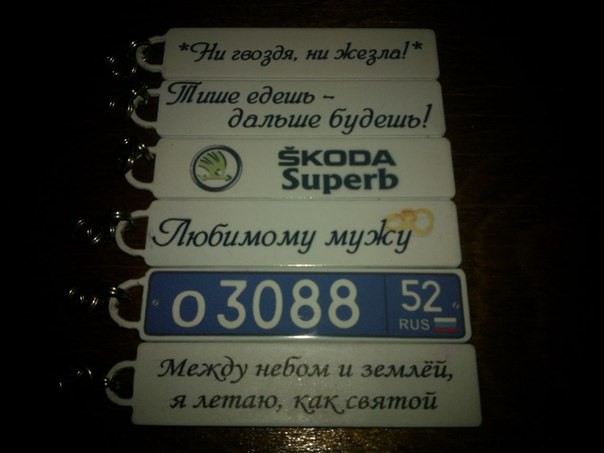 *Ни гвоздя, ни жезла!*
Тише едешь -
дальше будешь!
ŠKODA
Superb
Любимому мужу
о 3088 52
RUS
Между небом и землёй,
я летаю, как святой